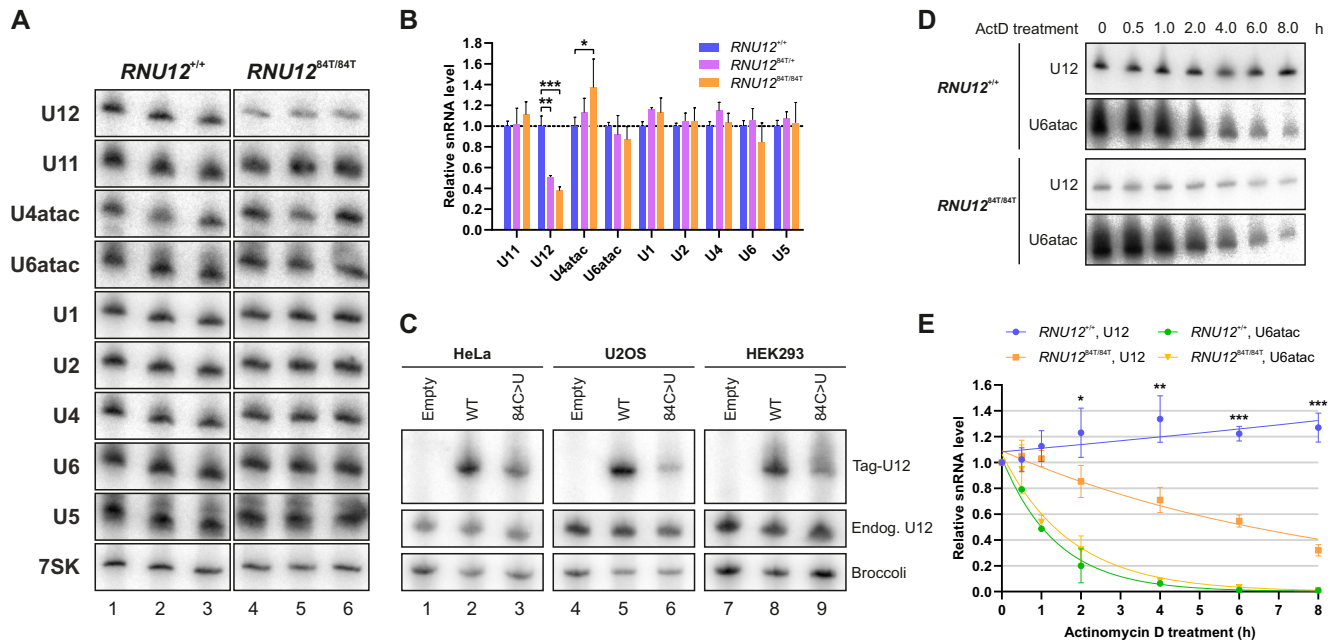 A
RNU12+/+ RNU1284T/84T
U12
U11
U4atac
U6atac
U1
U2
U4
U6
U5
7SK
1 2 3 4 5 6
B
Relative snRNA level
1.8
1.6
1.4
1.2
1.0
0.8
0.6
0.4
0.2
0.0
*
***
**
RNU12+/+
RNU1284T/+
RNU1284T/84T
U11 U12 U4atac U6atac U1 U2 U4 U6 U5
C
HeLa U2OS HEK293
Empty WT 84C>U Empty WT 84C>U Empty WT 84C>U
Tag-U12
Endog. U12
Broccoli
1 2 3 4 5 6 7 8 9
D
ActD treatment 0 0.5 1.0 2.0 4.0 6.0 8.0 h
RNU12+/+
U12
U6atac
RNU1284T/84T
U12
U6atac
E
RNU12+/+, U12 RNU12+/+, U6atac
RNU1284T/84T, U12 RNU1284T/84T, U6atac
Relative snRNA level
1.6
1.4
1.2
1.0
0.8
0.6
0.4
0.2
0.0
* ** *** ***
0 1 2 3 4 5 6 7 8
Actinomycin D treatment (h)